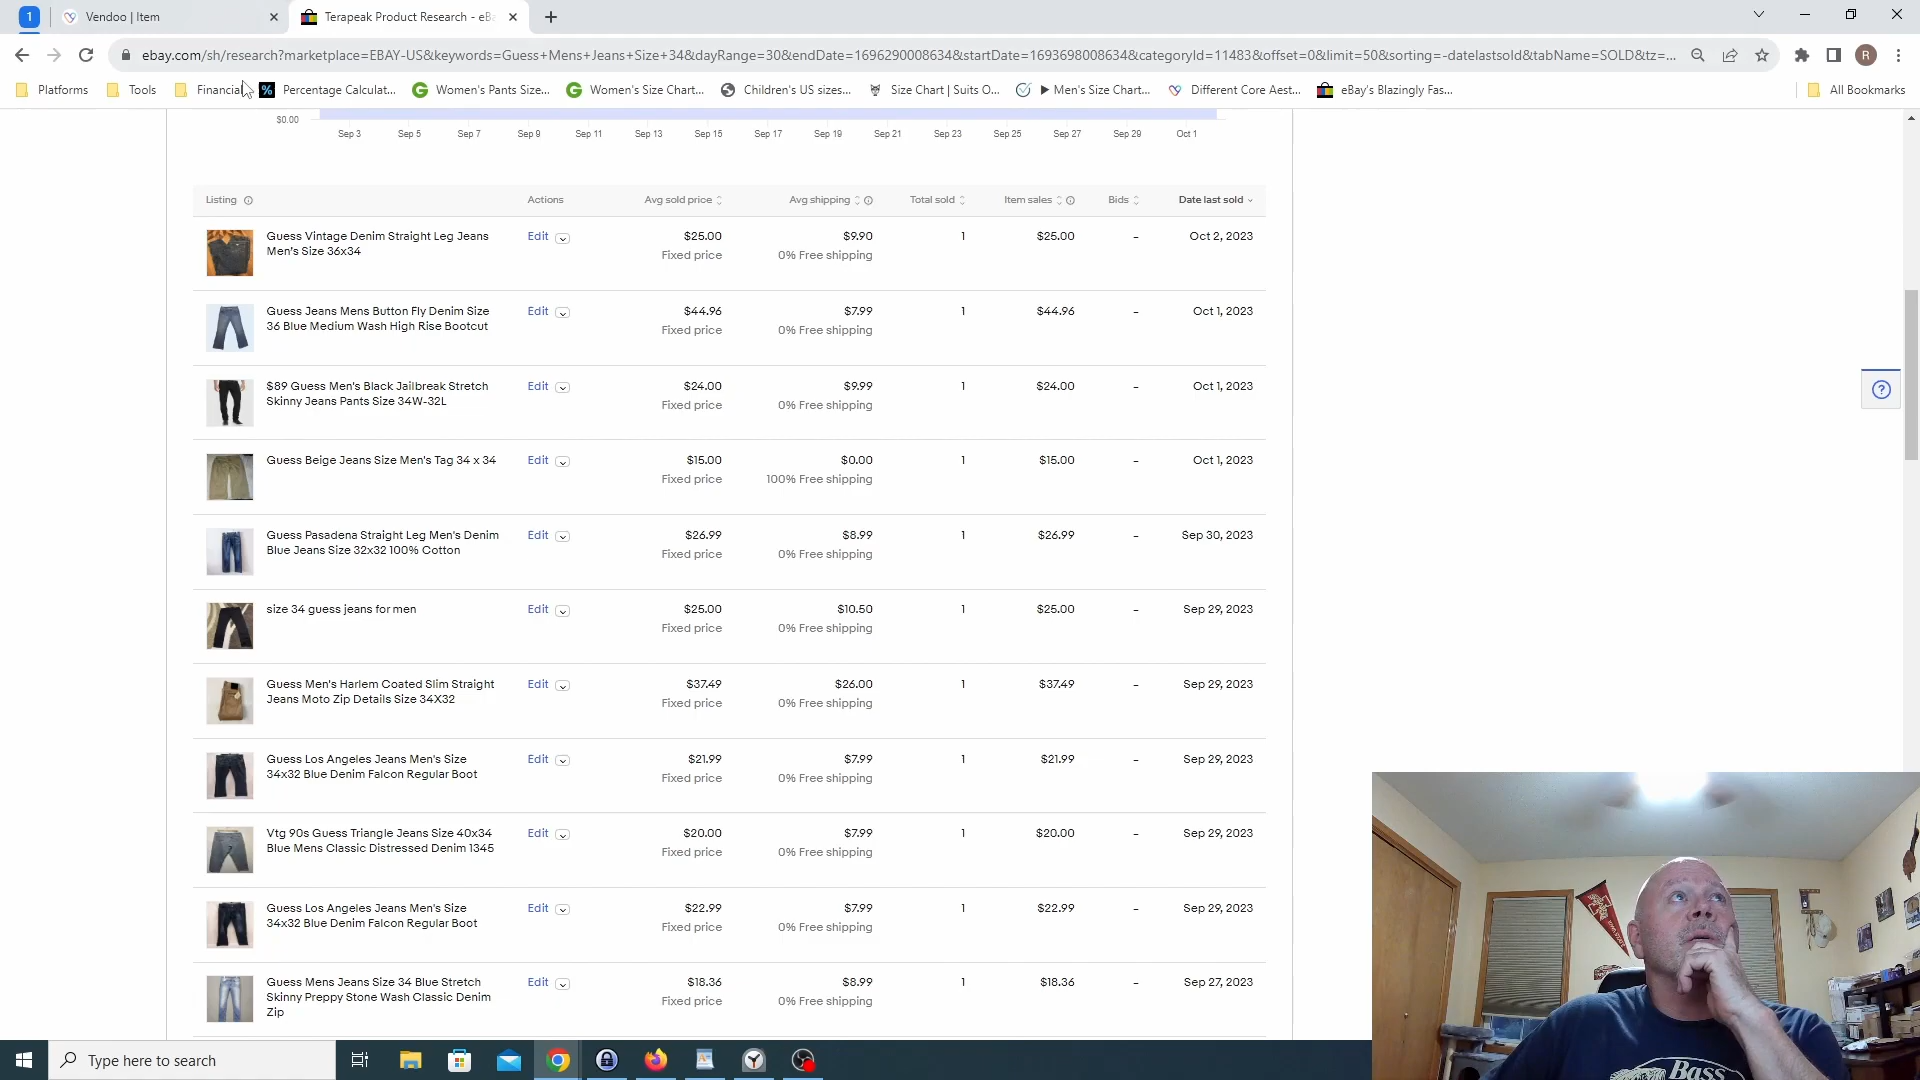 1
Vendoo | Item
Terapeak Product Research - eBa
ebay.com/sh/research?marketplace=EBAY-US&keywords=Guess+Mens+Jeans+Size+34&dayRange=30&endDate=1696290008634&startDate=1693698008634&categoryId=11483&offset=0&limit=50&sorting=-datelastsold&tabName=SOLD&tz=...
R
Platforms Tools Financial Percentage Calculat... Women's Pants Size... Women's Size Chart... Children's US sizes... Size Chart | Suits O... ▶ Men's Size Chart... Different Core Aest... eBay's Blazingly Fas... All Bookmarks
$0.00
Sep 3 Sep 5 Sep 7 Sep 9 Sep 11 Sep 13 Sep 15 Sep 17 Sep 19 Sep 21 Sep 23 Sep 25 Sep 27 Sep 29 Oct 1
Listing Actions Avg sold price Avg shipping Total sold Item sales Bids Date last sold
Guess Vintage Denim Straight Leg Jeans Edit $25.00 $9.90 1 $25.00 – Oct 2, 2023
Men's Size 36x34 Fixed price 0% Free shipping
Guess Jeans Mens Button Fly Denim Size Edit $44.96 $7.99 1 $44.96 – Oct 1, 2023
36 Blue Medium Wash High Rise Bootcut Fixed price 0% Free shipping
$89 Guess Men's Black Jailbreak Stretch Edit $24.00 $9.99 1 $24.00 – Oct 1, 2023
Skinny Jeans Pants Size 34W-32L Fixed price 0% Free shipping
Guess Beige Jeans Size Men's Tag 34 x 34 Edit $15.00 $0.00 1 $15.00 – Oct 1, 2023
Fixed price 100% Free shipping
Guess Pasadena Straight Leg Men's Denim Edit $26.99 $8.99 1 $26.99 – Sep 30, 2023
Blue Jeans Size 32x32 100% Cotton Fixed price 0% Free shipping
size 34 guess jeans for men Edit $25.00 $10.50 1 $25.00 – Sep 29, 2023
Fixed price 0% Free shipping
Guess Men's Harlem Coated Slim Straight Edit $37.49 $26.00 1 $37.49 – Sep 29, 2023
Jeans Moto Zip Details Size 34X32 Fixed price 0% Free shipping
Guess Los Angeles Jeans Men's Size Edit $21.99 $7.99 1 $21.99 – Sep 29, 2023
34x32 Blue Denim Falcon Regular Boot Fixed price 0% Free shipping
Vtg 90s Guess Triangle Jeans Size 40x34 Edit $20.00 $7.99 1 $20.00 – Sep 29, 2023
Blue Mens Classic Distressed Denim 1345 Fixed price 0% Free shipping
Guess Los Angeles Jeans Men's Size Edit $22.99 $7.99 1 $22.99 – Sep 29, 2023
34x32 Blue Denim Falcon Regular Boot Fixed price 0% Free shipping
Guess Mens Jeans Size 34 Blue Stretch Edit $18.36 $8.99 1 $18.36 – Sep 27, 2023
Skinny Preppy Stone Wash Classic Denim Fixed price 0% Free shipping
Zip
Type here to search
Bass